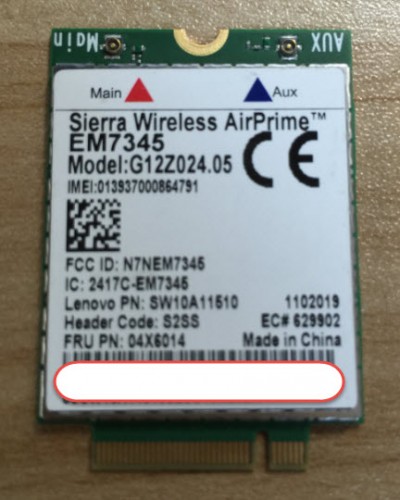 Main AUX
Main Aux
Sierra Wireless AirPrime™
EM7345
Model:G12Z024.05
IMEI:013937000864791
CE
FCC ID: N7NEM7345
IC: 2417C-EM7345
Lenovo PN: SW10A11510 1102019
Header Code: S2SS EC# 629902
FRU PN: 04X6014 Made in China